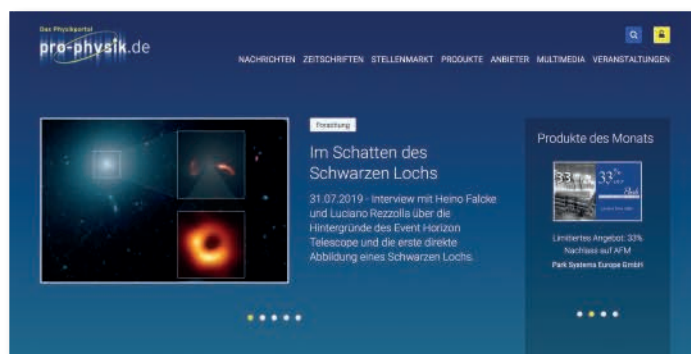 Das Physikportal
pro-physik.de
NACHRICHTEN ZEITSCHRIFTEN STELLENMARKT PRODUKTE ANBIETER MULTIMEDIA VERANSTALTUNGEN
Forschung
Im Schatten des
Schwarzen Lochs
31.07.2019 - Interview mit Heino Falcke
und Luciano Rezzolla über die
Hintergründe des Event Horizon
Telescope und die erste direkte
Abbildung eines Schwarzen Lochs.
Produkte des Monats
33
33%
Limitiertes Angebot: 33%
Nachlass auf AFM
Park Systems Europe GmbH